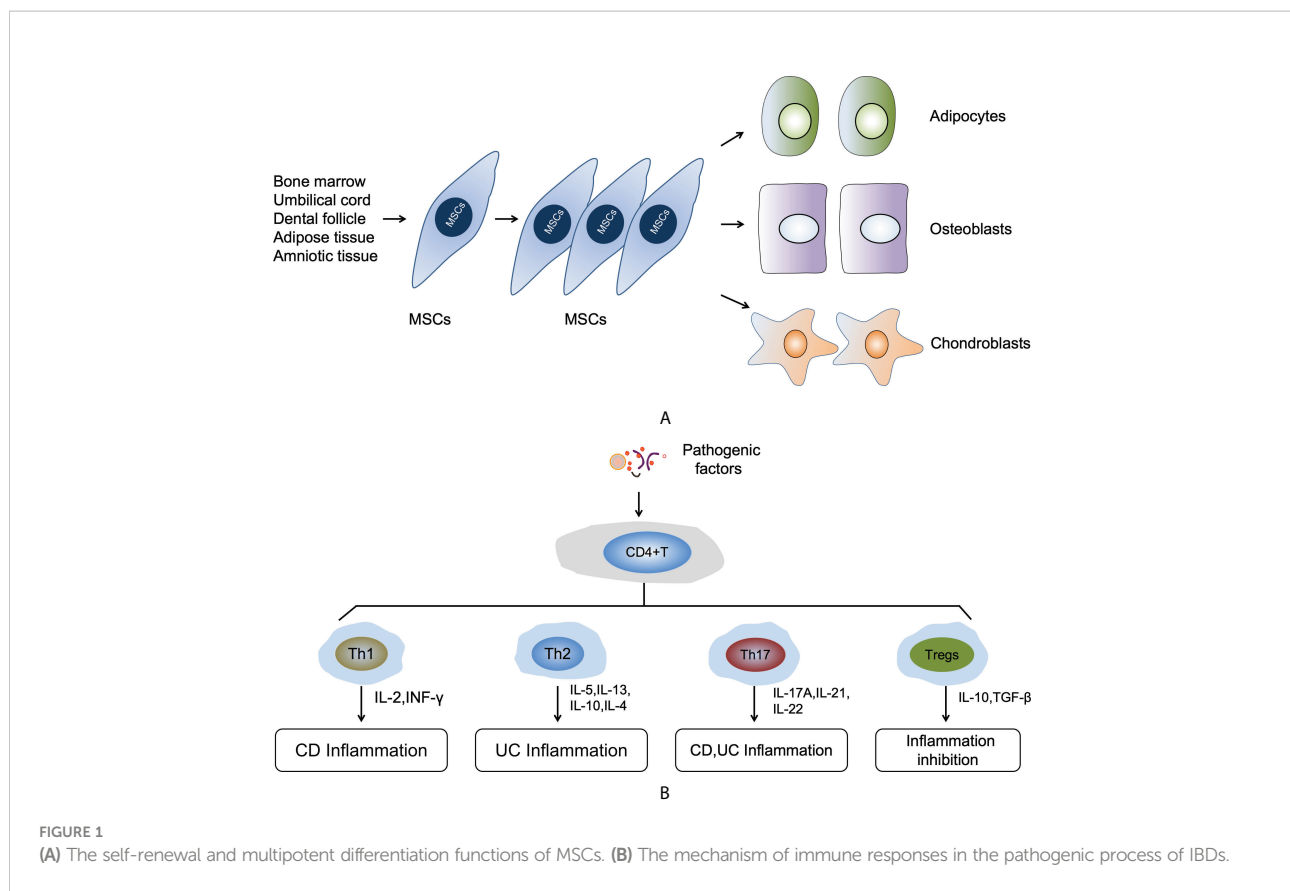 Bone marrow
Umbilical cord
Dental follicle
Adipose tissue
Amniotic tissue
MSCs
MSCs
MSCs
MSCs
MSCs
MSCs
Adipocytes
Osteoblasts
Chondroblasts
A
Pathogenic
factors
CD4+T
Th1
Th2
Th17
Tregs
IL-2,INF-γ
IL-5,IL-13,
IL-10,IL-4
IL-17A,IL-21,
IL-22
IL-10,TGF-β
CD Inflammation
UC Inflammation
CD,UC Inflammation
Inflammation
inhibition
B
FIGURE 1
(A) The self-renewal and multipotent differentiation functions of MSCs. (B) The mechanism of immune responses in the pathogenic process of IBDs.